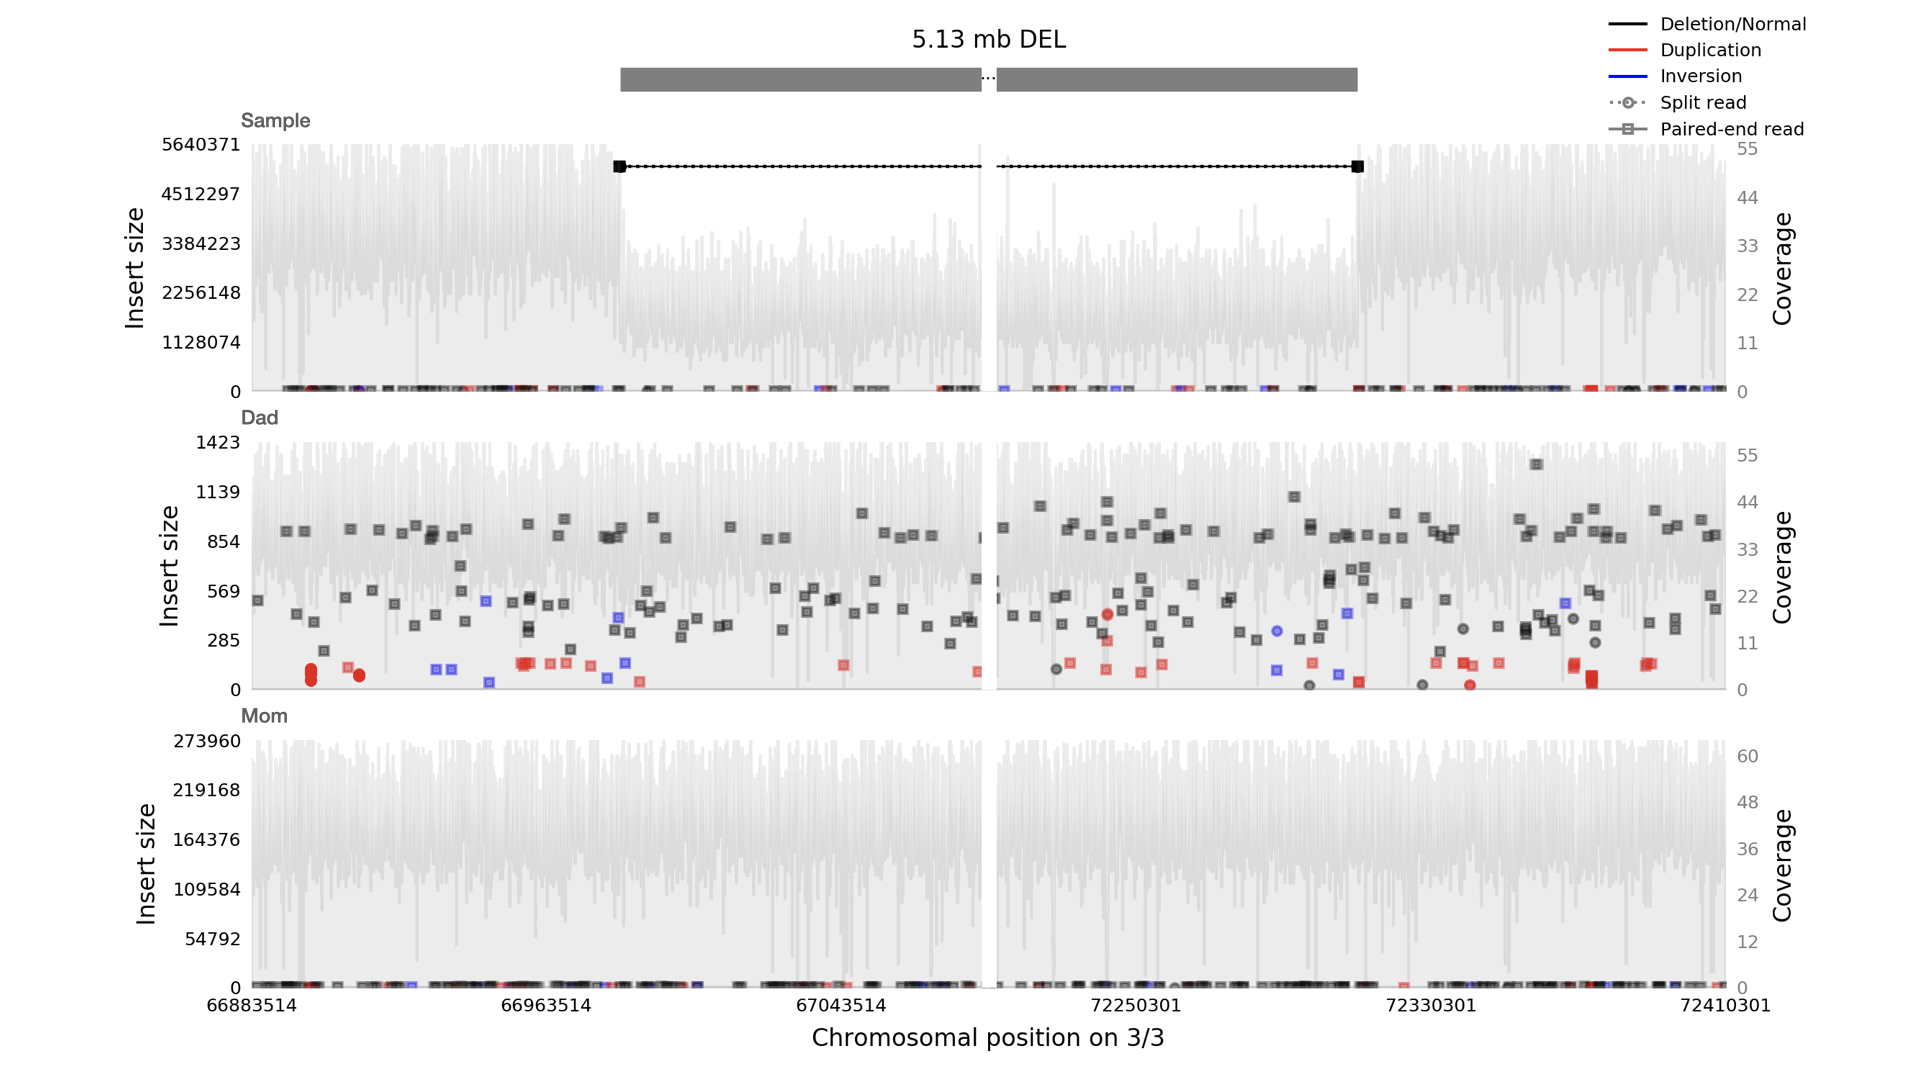 5.13 mb DEL
...
Deletion/Normal
Duplication
Inversion
Split read
Paired-end read
Sample
Insert size
5640371
4512297
3384223
2256148
1128074
0
55
44
33
22
11
0
Coverage
Dad
Insert size
1423
1139
854
569
285
0
55
44
33
22
11
0
Coverage
Mom
Insert size
273960
219168
164376
109584
54792
0
60
48
36
24
12
0
Coverage
66883514 66963514 67043514 72250301 72330301 72410301
Chromosomal position on 3/3